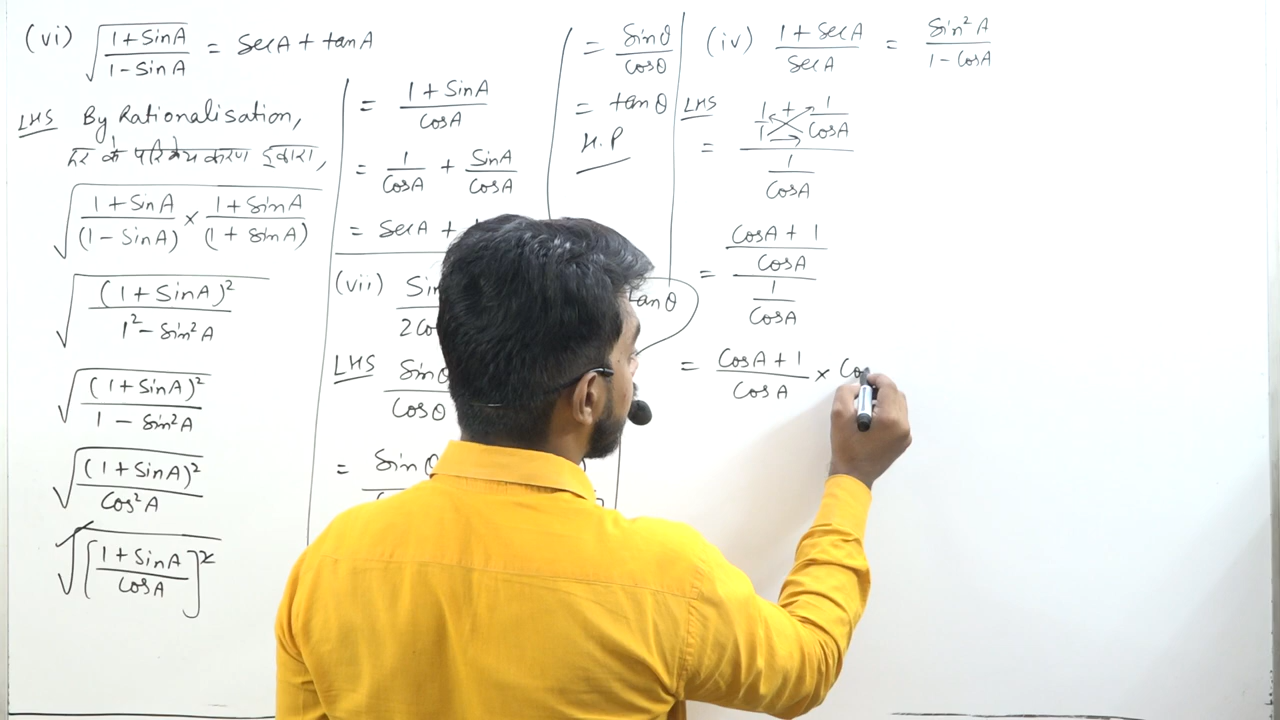 (vi) √((1 + SinA)/(1 - SinA)) = SecA + tanA
LHS By Rationalisation,
हर के परिमेयकरण द्वारा,
√((1 + SinA)/(1 - SinA) × (1 + SinA)/(1 + SinA))
√((1 + SinA)²/(1² - Sin²A))
√((1 + SinA)²/(1 - Sin²A))
√((1 + SinA)²/Cos²A)
√[(1 + SinA)/CosA]²
= (1 + SinA)/CosA
= 1/CosA + SinA/CosA
= SecA +
(vii) Sin
2Co
tanθ
LHS Sinθ
Cosθ
= Sinθ
= Sinθ/Cosθ
= tanθ
H.P
(iv) (1 + SecA)/SecA = Sin²A/(1 - CosA)
LHS
= (1/1 + 1/CosA)/(1/CosA)
= ((CosA + 1)/CosA)/(1/CosA)
= (CosA + 1)/CosA × Co